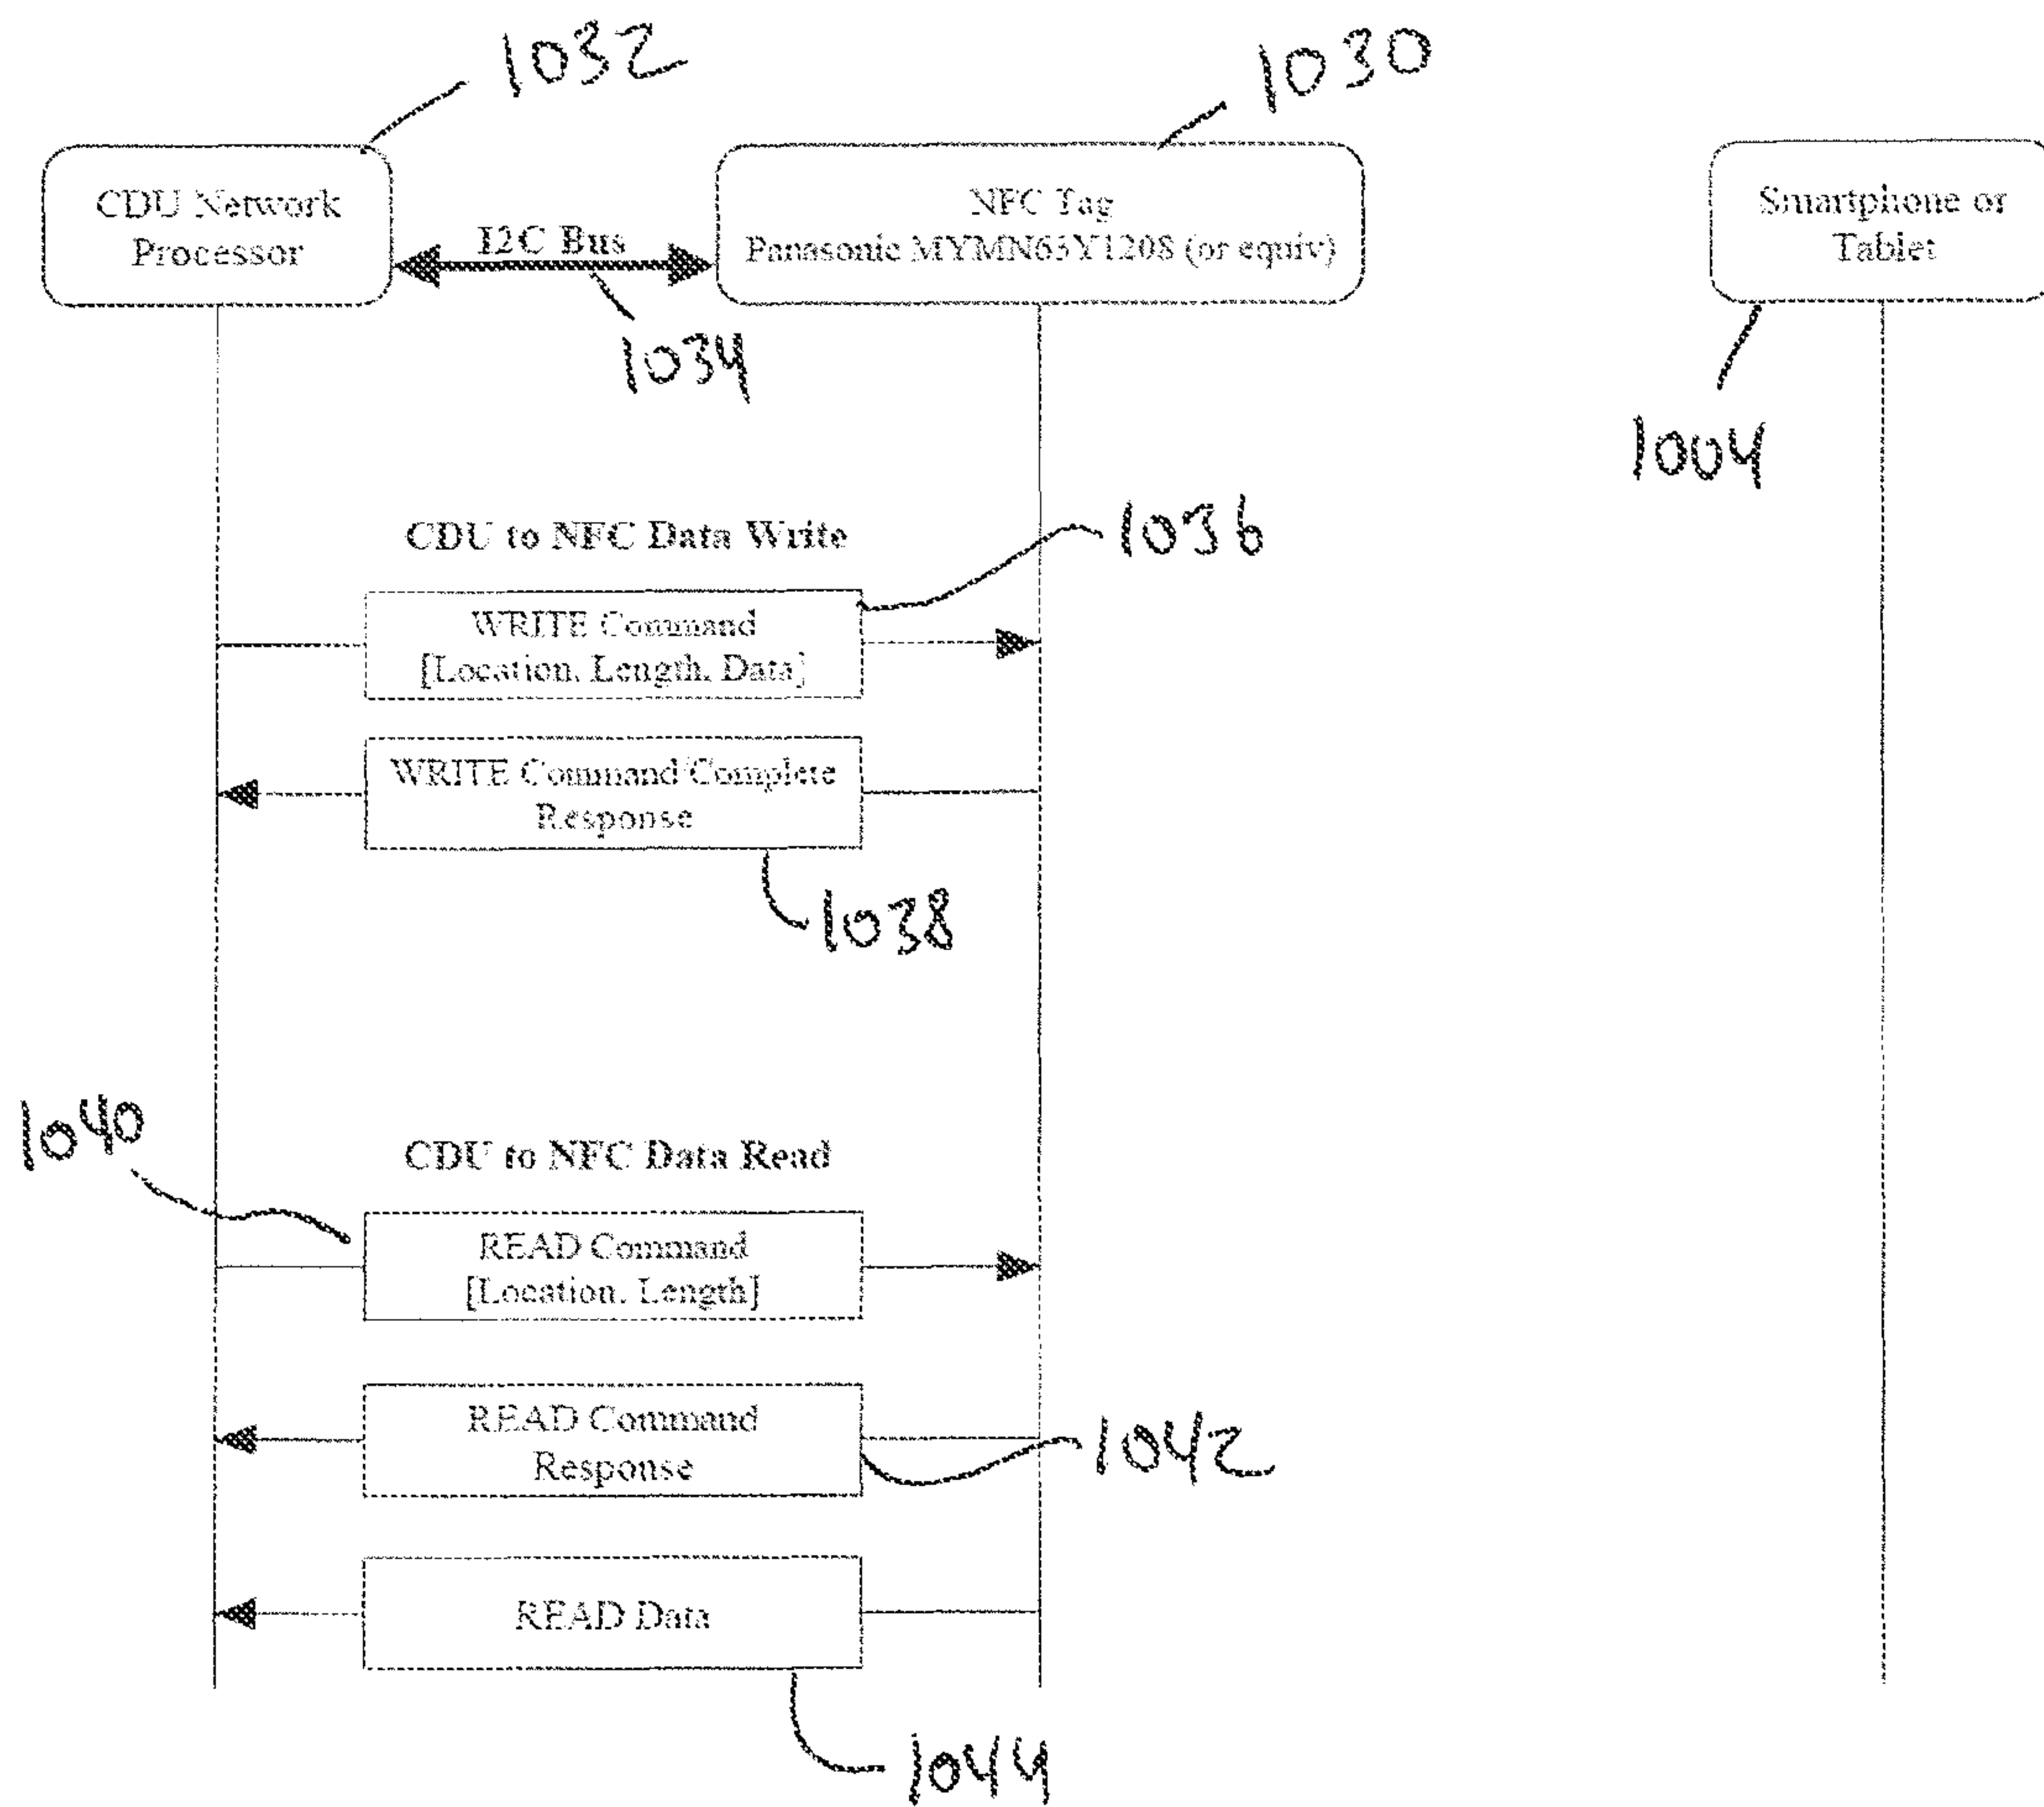 1032
1030
CDU Network
Processor
I2C Bus
NFC Tag
Panasonic MYMN63Y1208 (or equiv)
Smartphone or
Tablet
1034
1004
CDU to NFC Data Write
1036
WRITE Command
[Location, Length, Data]
WRITE Command Complete
Response
1038
1040
CDU to NFC Data Read
READ Command
[Location, Length]
READ Command
Response
1042
READ Data
1044